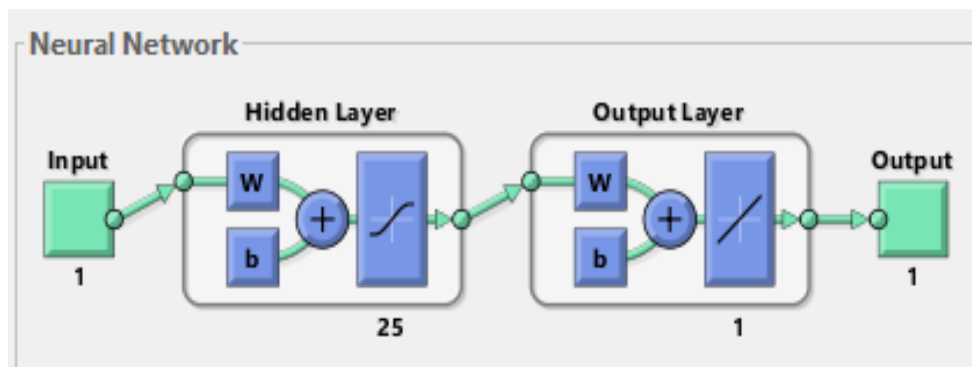 Neural Network
Hidden Layer
Output Layer
Input
W
+
b
W
+
b
Output
1
25
1
1